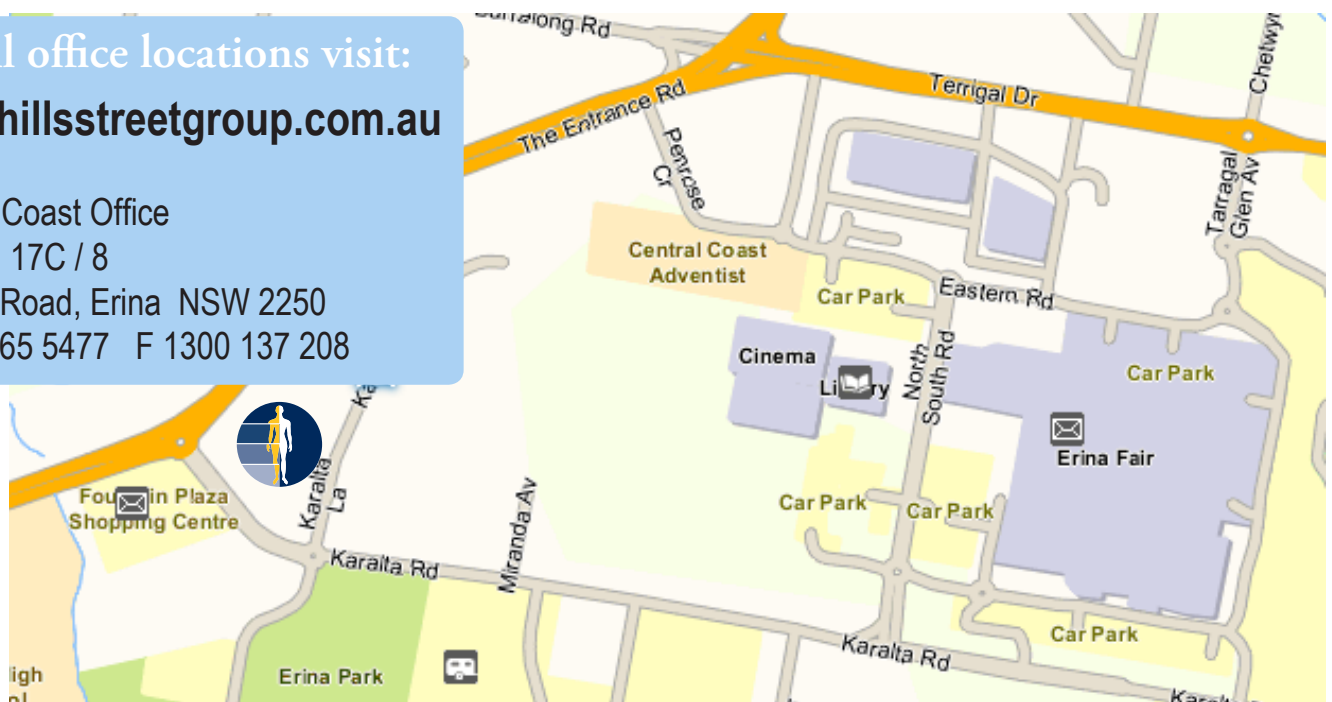 office locations visit:
hillsstreetgroup.com.au
Coast Office
17C / 8
Road, Erina NSW 2250
65 5477 F 1300 137 208
The Entrance Rd
Terrigal Dr
Penrose
Cr
Tarragal
Glen Av
Central Coast
Adventist
Car Park
Eastern Rd
Cinema
North
South Rd
Car Park
Erina Fair
Plaza
Shopping Centre
Karalta
La
Car Park
Car Park
Miranda Av
Karalta Rd
Car Park
Karalta Rd
Erina Park